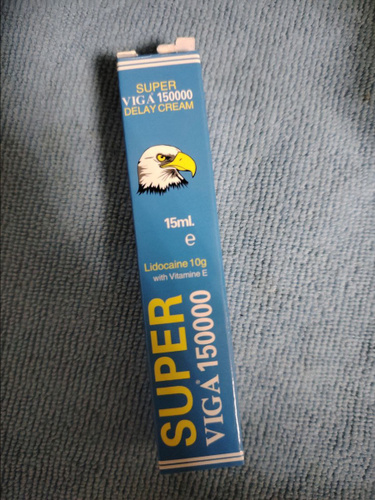 SUPER
VIGA 150000
DELAY CREAM
15ml.
e
Lidocaine 10g
with Vitamine E
SUPER
VIGA® 150000